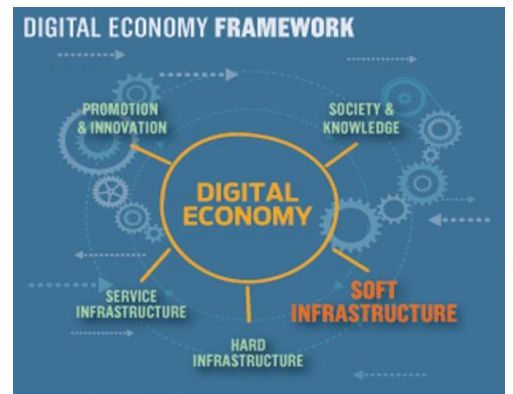 DIGITAL ECONOMY FRAMEWORK
PROMOTION
& INNOVATION
SOCIETY &
KNOWLEDGE
DIGITAL
ECONOMY
SERVICE
INFRASTRUCTURE
SOFT
INFRASTRUCTURE
HARD
INFRASTRUCTURE